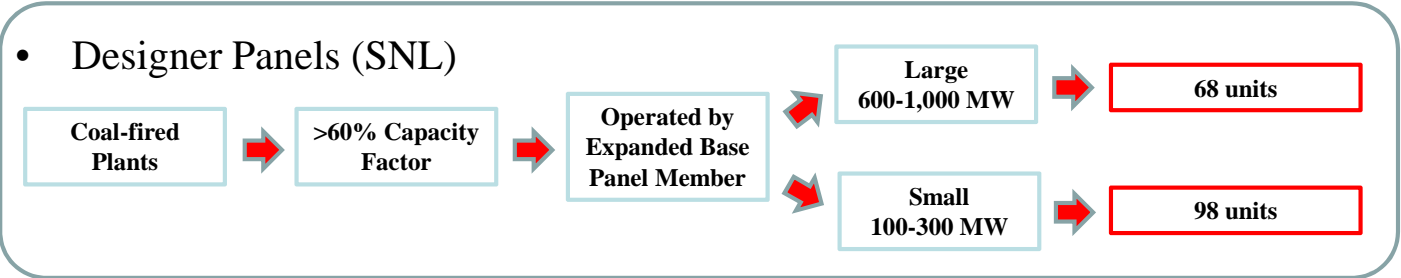 • Designer Panels (SNL)
Coal-fired
Plants
>60% Capacity
Factor
Operated by
Expanded Base
Panel Member
Large
600-1,000 MW
68 units
Small
100-300 MW
98 units